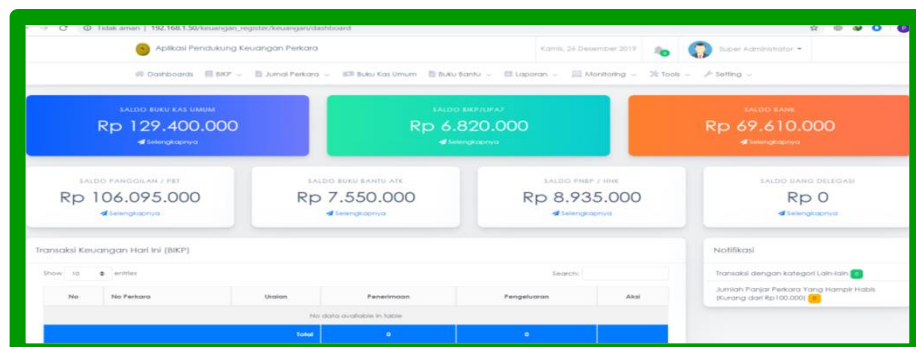 Tidak aman | 192.168.1.50/keuangan_register/keuangan/dashboard
Aplikasi Pendukung Keuangan Perkara
Kamis, 26 Desember 2019
Super Administrator
Dashboards BIKP Jurnal Perkara Buku Kas Umum Buku Bantu Laporan Monitoring Tools Setting
SALDO BUKU KAS UMUM
Rp 129.400.000
Selengkapnya
SALDO BIKP/LIPA7
Rp 6.820.000
Selengkapnya
SALDO BANK
Rp 69.610.000
Selengkapnya
SALDO PANGGILAN / PBT
Rp 106.095.000
Selengkapnya
SALDO BUKU BANTU ATK
Rp 7.550.000
Selengkapnya
SALDO PNBP / HHK
Rp 8.935.000
Selengkapnya
SALDO UANG DELEGASI
Rp 0
Selengkapnya
Transaksi Keuangan Hari Ini (BIKP)
Show 10 entries
Search:
No No Perkara Uraian Penerimaan Pengeluaran Aksi
No data available in table
Total 0 0
Notifikasi
Transaksi dengan kategori Lain-lain
Jumlah Panjar Perkara Yang Hampir Habis
(Kurang dari Rp100.000)